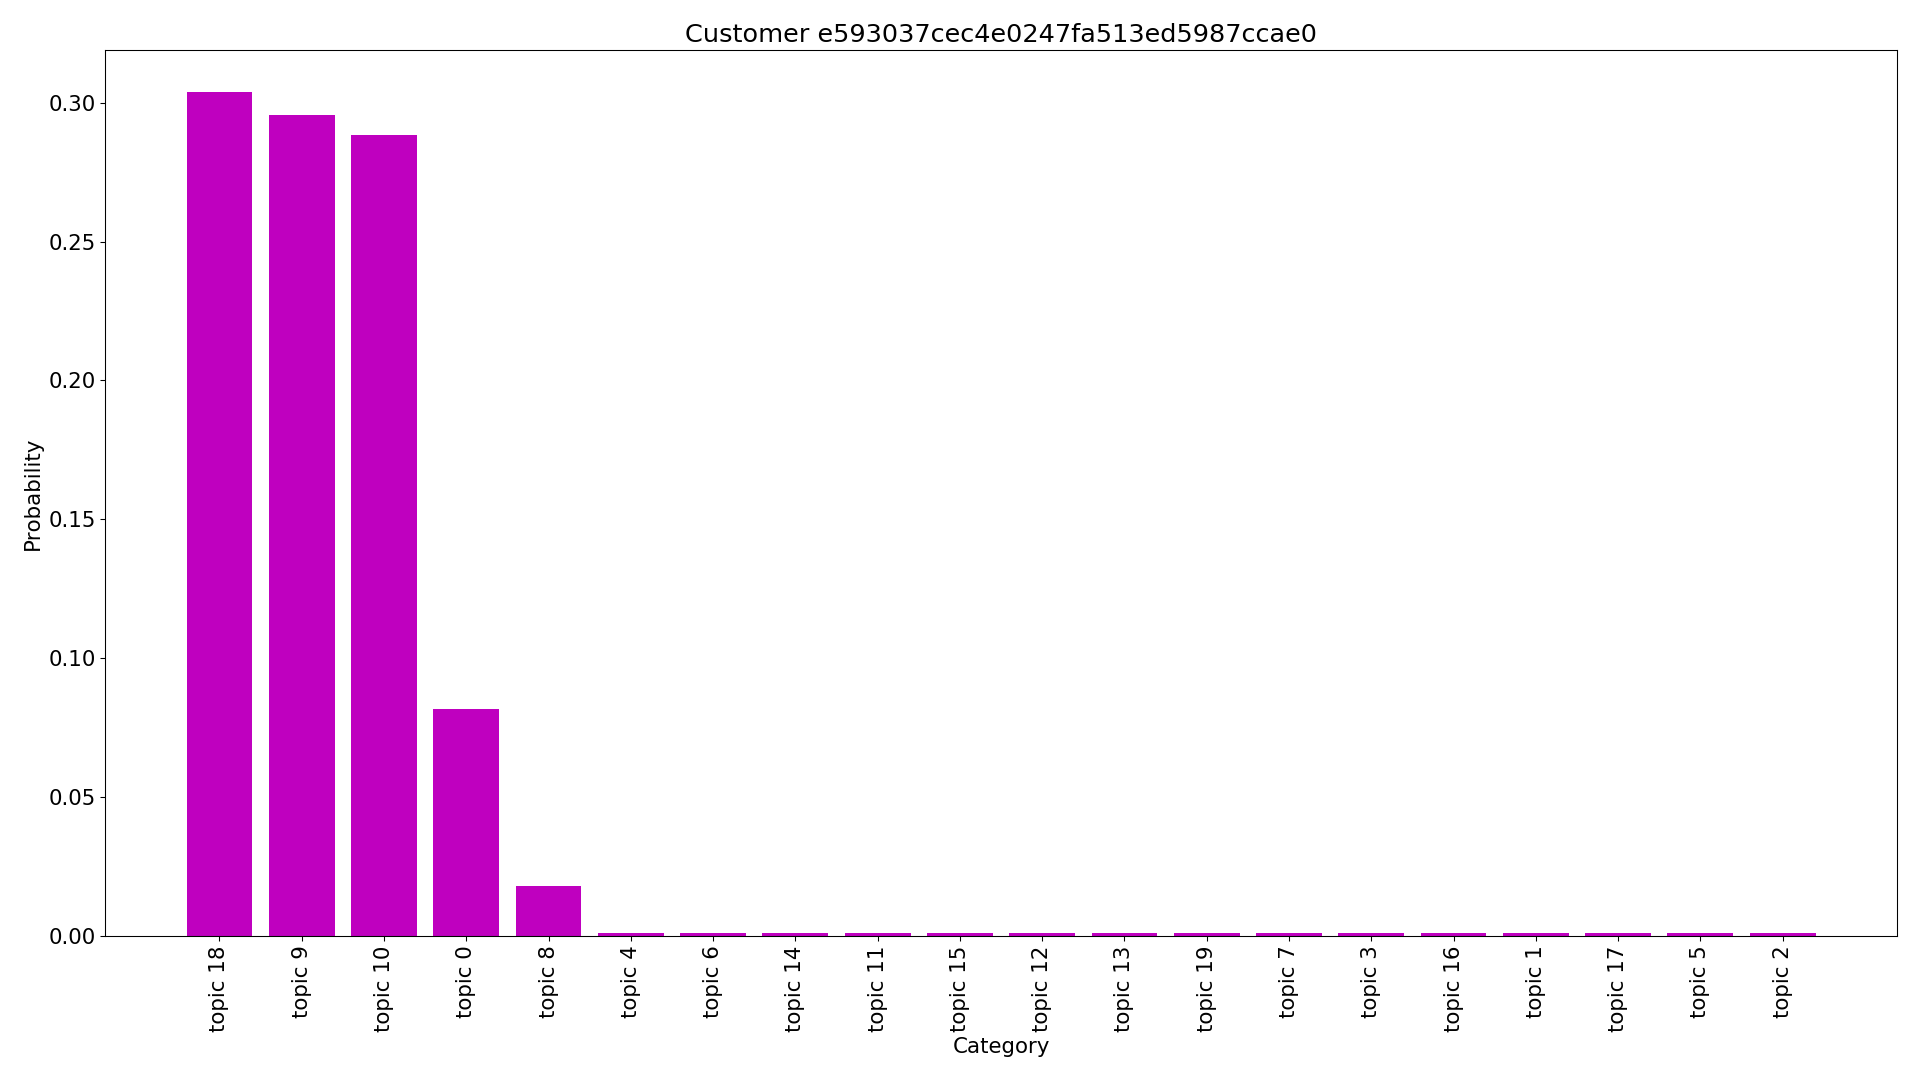 Customer e593037cec4e0247fa513ed5987ccae0
Probability
0.30
0.25
0.20
0.15
0.10
0.05
0.00
topic 18
topic 9
topic 10
topic 0
topic 8
topic 4
topic 6
topic 14
topic 11
topic 15
topic 12
topic 13
topic 19
topic 7
topic 3
topic 16
topic 1
topic 17
topic 5
topic 2
Category